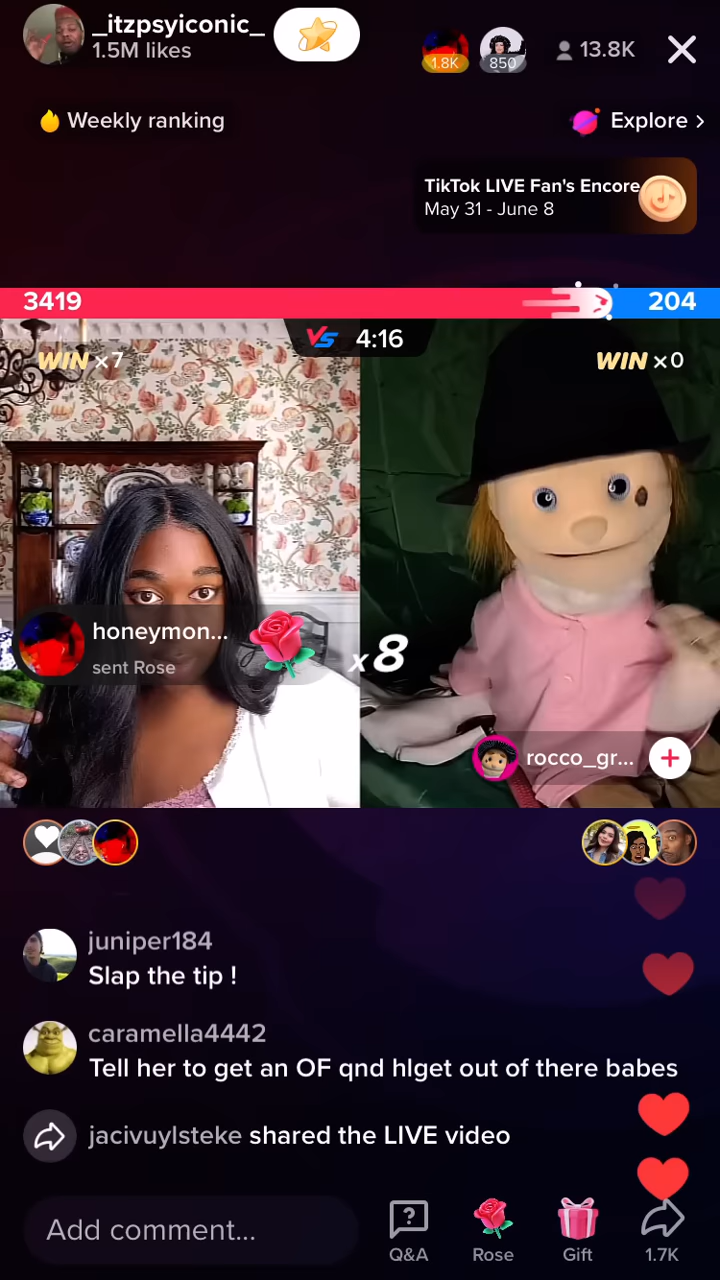 _itzpsyiconic_
1.5M likes
1.8K
850
13.8K
Weekly ranking
Explore
TikTok LIVE Fan's Encore
May 31 - June 8
3419
204
VS 4:16
WIN x7
WIN x0
honeymon...
sent Rose
x8
rocco_gr...
juniper184
Slap the tip !
caramella4442
Tell her to get an OF qnd hlget out of there babes
jacivuylsteke shared the LIVE video
Add comment...
Q&A
Rose
Gift
1.7K